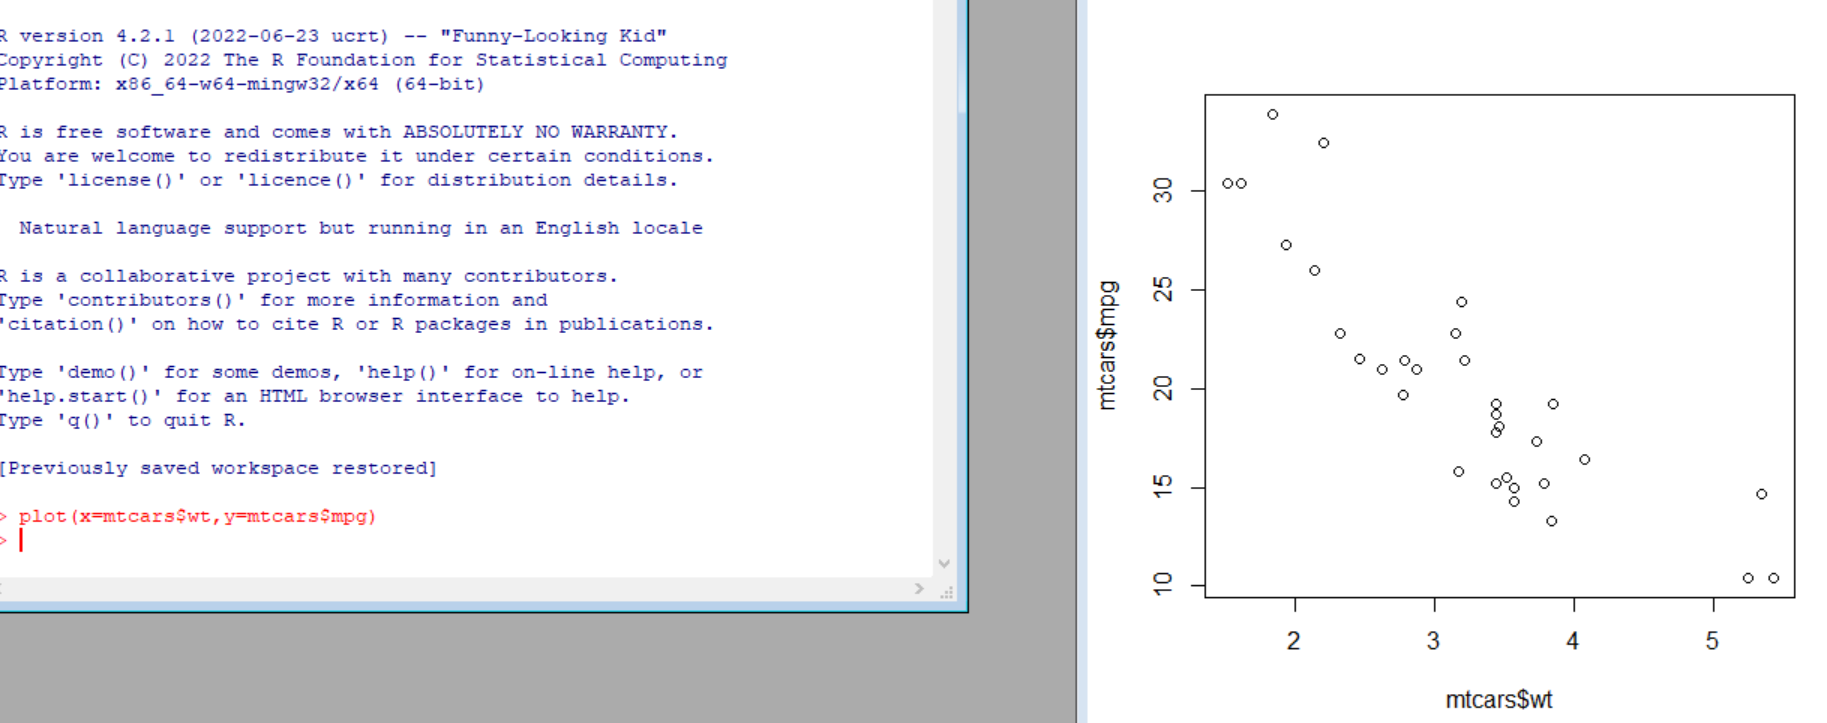 R version 4.2.1 (2022-06-23 ucrt) -- "Funny-Looking Kid"
Copyright (C) 2022 The R Foundation for Statistical Computing
Platform: x86_64-w64-mingw32/x64 (64-bit)
R is free software and comes with ABSOLUTELY NO WARRANTY.
You are welcome to redistribute it under certain conditions.
Type 'license()' or 'licence()' for distribution details.
Natural language support but running in an English locale
R is a collaborative project with many contributors.
Type 'contributors()' for more information and
'citation()' on how to cite R or R packages in publications.
Type 'demo()' for some demos, 'help()' for on-line help, or
'help.start()' for an HTML browser interface to help.
Type 'q()' to quit R.
[Previously saved workspace restored]
> plot(x=mtcars$wt,y=mtcars$mpg)
>
mtcars$mpg
30
25
20
15
10
2 3 4 5
mtcars$wt